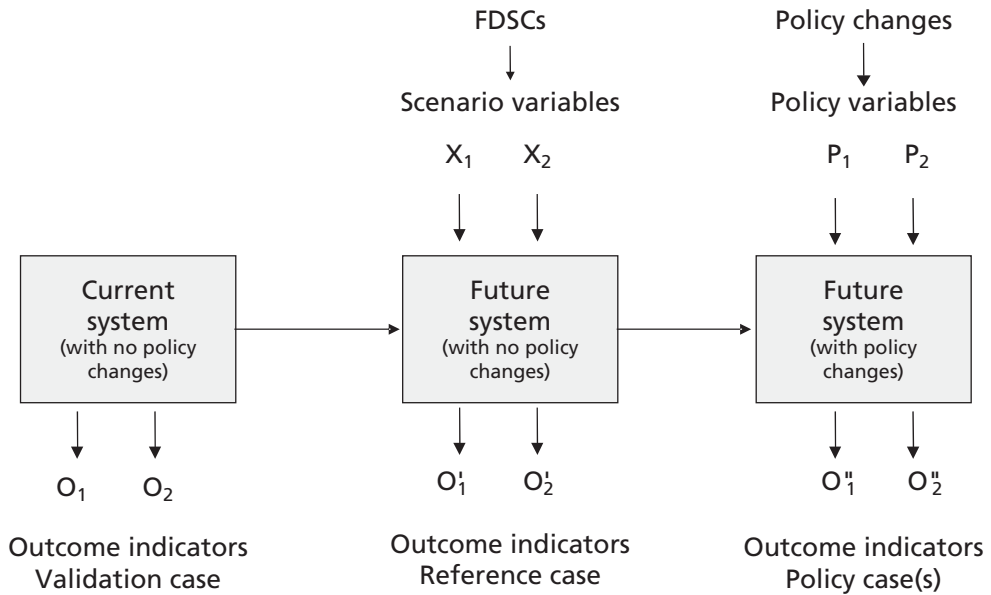 FDSCs
Policy changes
Scenario variables
Policy variables
X₁ X₂
P₁ P₂
Current
system
(with no policy
changes)
Future
system
(with no policy
changes)
Future
system
(with policy
changes)
O₁ O₂
O'₁ O'₂
O"₁ O"₂
Outcome indicators
Validation case
Outcome indicators
Reference case
Outcome indicators
Policy case(s)